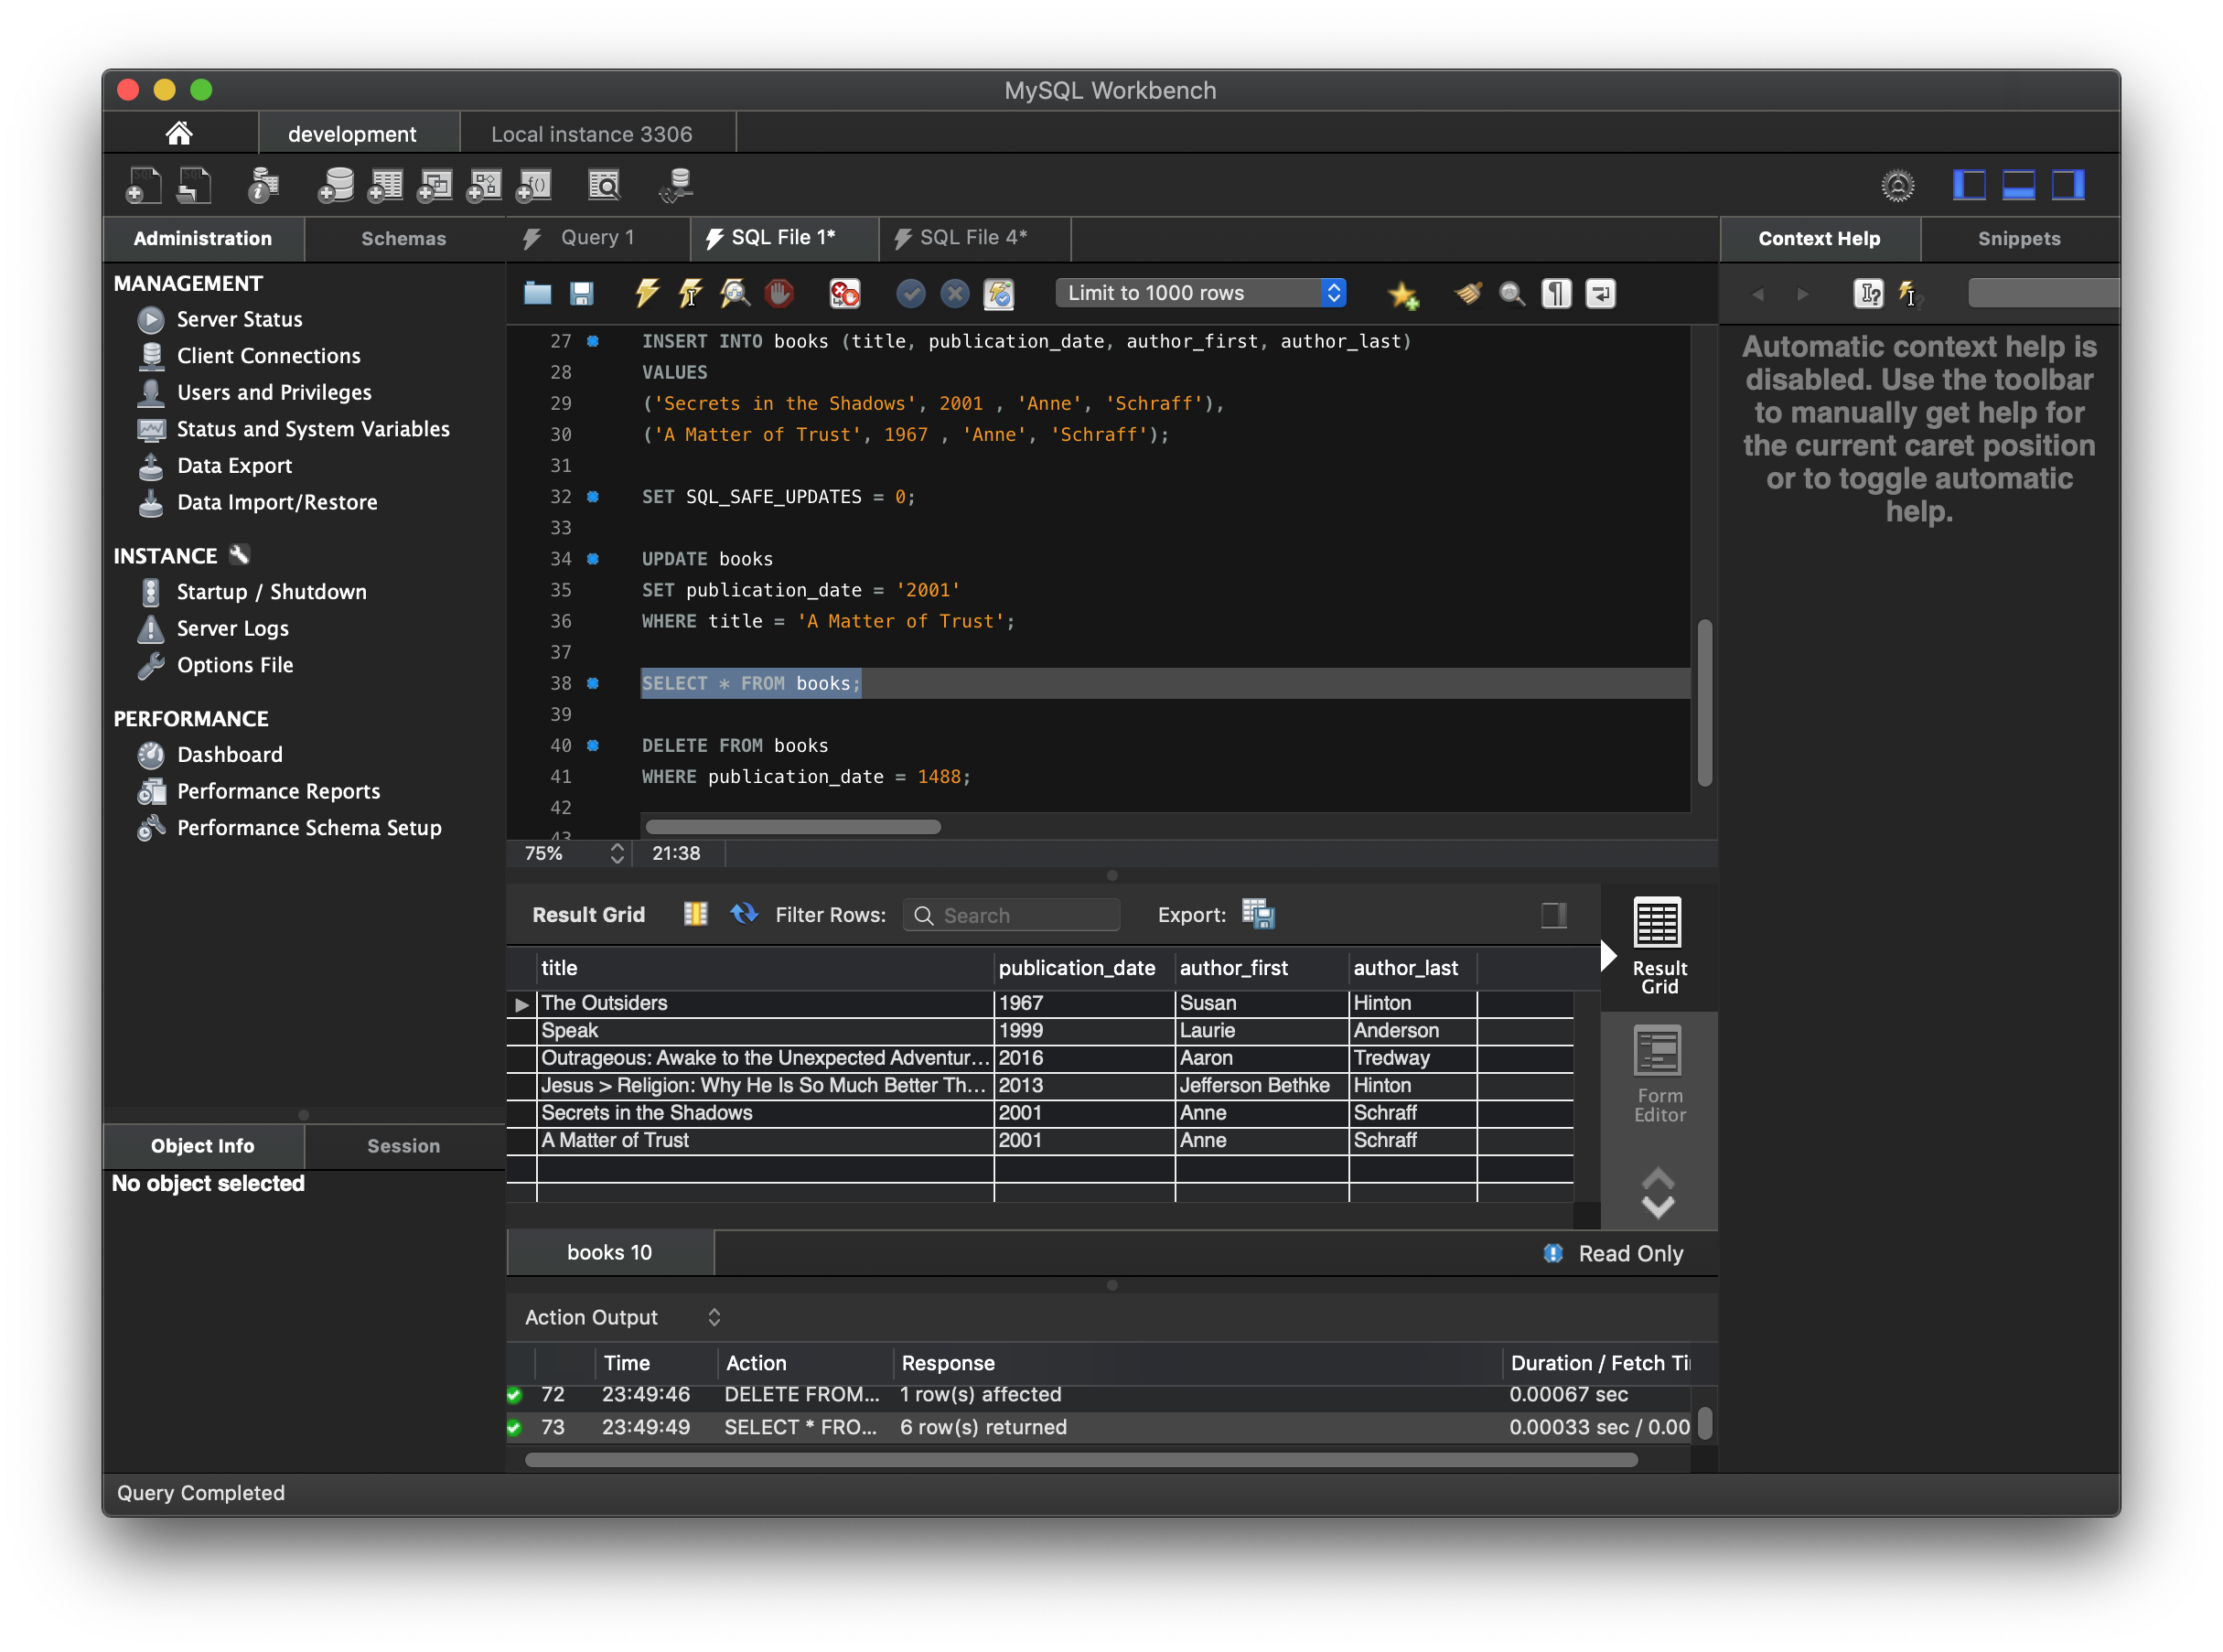 MySQL Workbench
development
Local instance 3306
Administration
Schemas
Query 1
SQL File 1*
SQL File 4*
Context Help
Snippets
Limit to 1000 rows
MANAGEMENT
Server Status
Client Connections
Users and Privileges
Status and System Variables
Data Export
Data Import/Restore
INSTANCE
Startup / Shutdown
Server Logs
Options File
PERFORMANCE
Dashboard
Performance Reports
Performance Schema Setup
Object Info
Session
No object selected
27 INSERT INTO books (title, publication_date, author_first, author_last)
28 VALUES
29 ('Secrets in the Shadows', 2001 , 'Anne', 'Schraff'),
30 ('A Matter of Trust', 1967 , 'Anne', 'Schraff');
31
32 SET SQL_SAFE_UPDATES = 0;
33
34 UPDATE books
35 SET publication_date = '2001'
36 WHERE title = 'A Matter of Trust';
37
38 SELECT * FROM books;
39
40 DELETE FROM books
41 WHERE publication_date = 1488;
42
43
75%
21:38
Automatic context help is
disabled. Use the toolbar
to manually get help for
the current caret position
or to toggle automatic
help.
Result Grid
Filter Rows:
Search
Export:
title publication_date author_first author_last
The Outsiders 1967 Susan Hinton
Speak 1999 Laurie Anderson
Outrageous: Awake to the Unexpected Adventur... 2016 Aaron Tredway
Jesus > Religion: Why He Is So Much Better Th... 2013 Jefferson Bethke Hinton
Secrets in the Shadows 2001 Anne Schraff
A Matter of Trust 2001 Anne Schraff
Result
Grid
Form
Editor
books 10
Read Only
Action Output
Time Action Response Duration / Fetch Ti
72 23:49:46 DELETE FROM... 1 row(s) affected 0.00067 sec
73 23:49:49 SELECT * FRO... 6 row(s) returned 0.00033 sec / 0.00
Query Completed